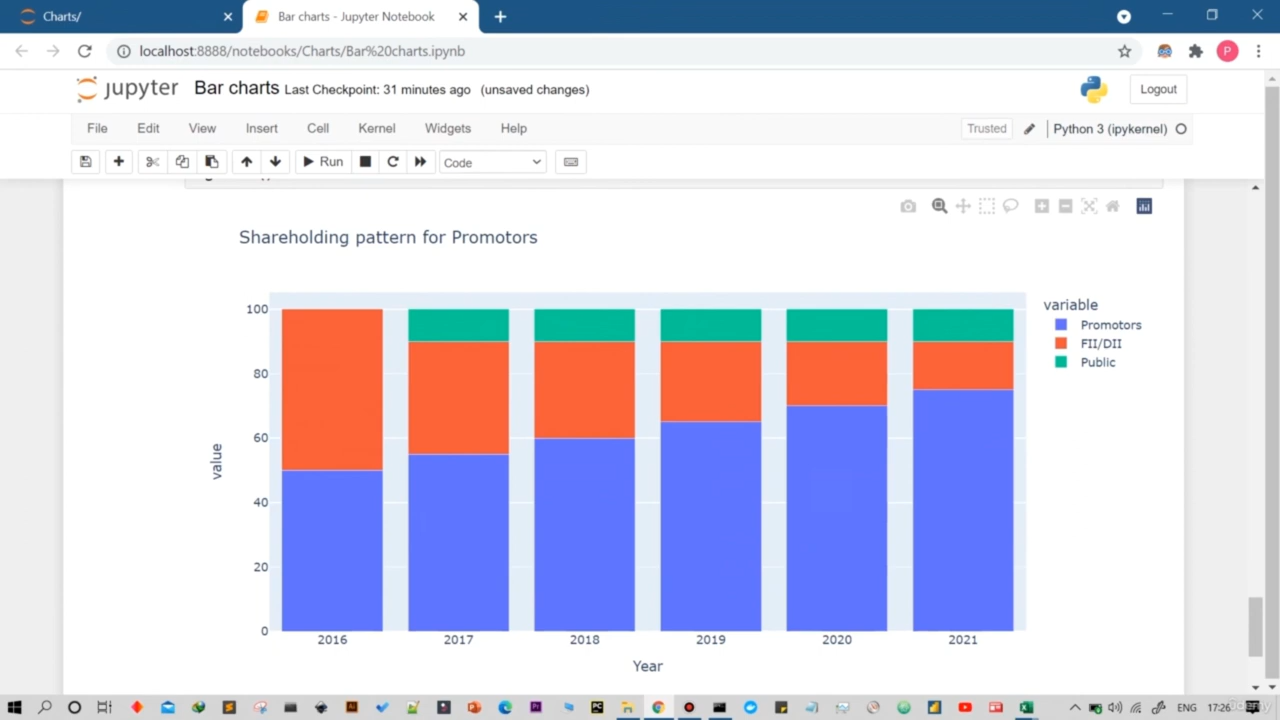 Charts/
Bar charts - Jupyter Notebook
localhost:8888/notebooks/Charts/Bar%20charts.ipynb
P
jupyter Bar charts Last Checkpoint: 31 minutes ago (unsaved changes)
Logout
File Edit View Insert Cell Kernel Widgets Help
Trusted
Python 3 (ipykernel)
Run
Code
Shareholding pattern for Promotors
100
80
60
40
20
0
value
2016 2017 2018 2019 2020 2021
Year
variable
Promotors
FII/DII
Public
ENG 17:26